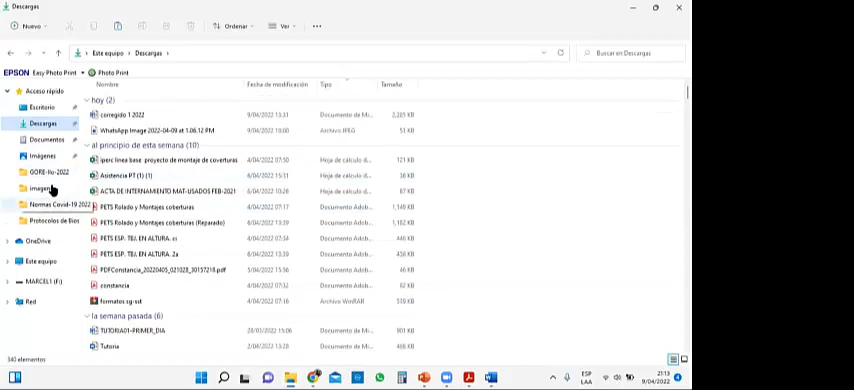 Descargas
Nuevo
Ordenar
Ver
Este equipo > Descargas >
Buscar en Descargas
EPSON Easy Photo Print Photo Print
Nombre Fecha de modificación Tipo Tamaño
Acceso rápido
Escritorio
Descargas
Documentos
Imágenes
GORE-Ilo-2022
Normas Covid-19 2022
Protocolos de Bios
OneDrive
Este equipo
MARCEL1 (F:)
Red
hoy (2)
corregido 1 2022 9/04/2022 13:31 Documento de Mi... 2,285 KB
WhatsApp Image 2022-04-09 at 1.06.12 PM 9/04/2022 18:00 Archivo JPEG 51 KB
al principio de esta semana (10)
iperc linea base proyecto de montaje de coverturas 4/04/2022 07:50 Hoja de cálculo d... 121 KB
Asistencia PT (1) (1) 6/04/2022 15:31 Hoja de cálculo d... 36 KB
ACTA DE INTERNAMIENTO MAT-USADOS FEB-2021 6/04/2022 10:28 Hoja de cálculo d... 87 KB
PETS Rolado y Montajes coberturas 4/04/2022 07:17 Documento Adob... 1,149 KB
PETS Rolado y Montajes coberturas (Reparado) 6/04/2022 13:39 Documento Adob... 1,182 KB
PETS ESP. TBJ. EN ALTURA. ei 4/04/2022 07:34 Documento Adob... 446 KB
PETS ESP. TBJ. EN ALTURA. 2a 6/04/2022 13:39 Documento Adob... 458 KB
PDFConstancia_20220405_021028_30157218.pdf 5/04/2022 15:56 Documento Adob... 46 KB
constancia 4/04/2022 07:32 Documento Adob... 62 KB
formatos sg-sst 4/04/2022 07:16 Archivo WinRAR 539 KB
la semana pasada (6)
TUTORIA01-PRIMER_DIA 28/03/2022 15:06 Documento de Mi... 901 KB
Tutoria 2/04/2022 13:28 Documento de Mi... 466 KB
340 elementos
ESP
LAA
21:13
9/04/2022